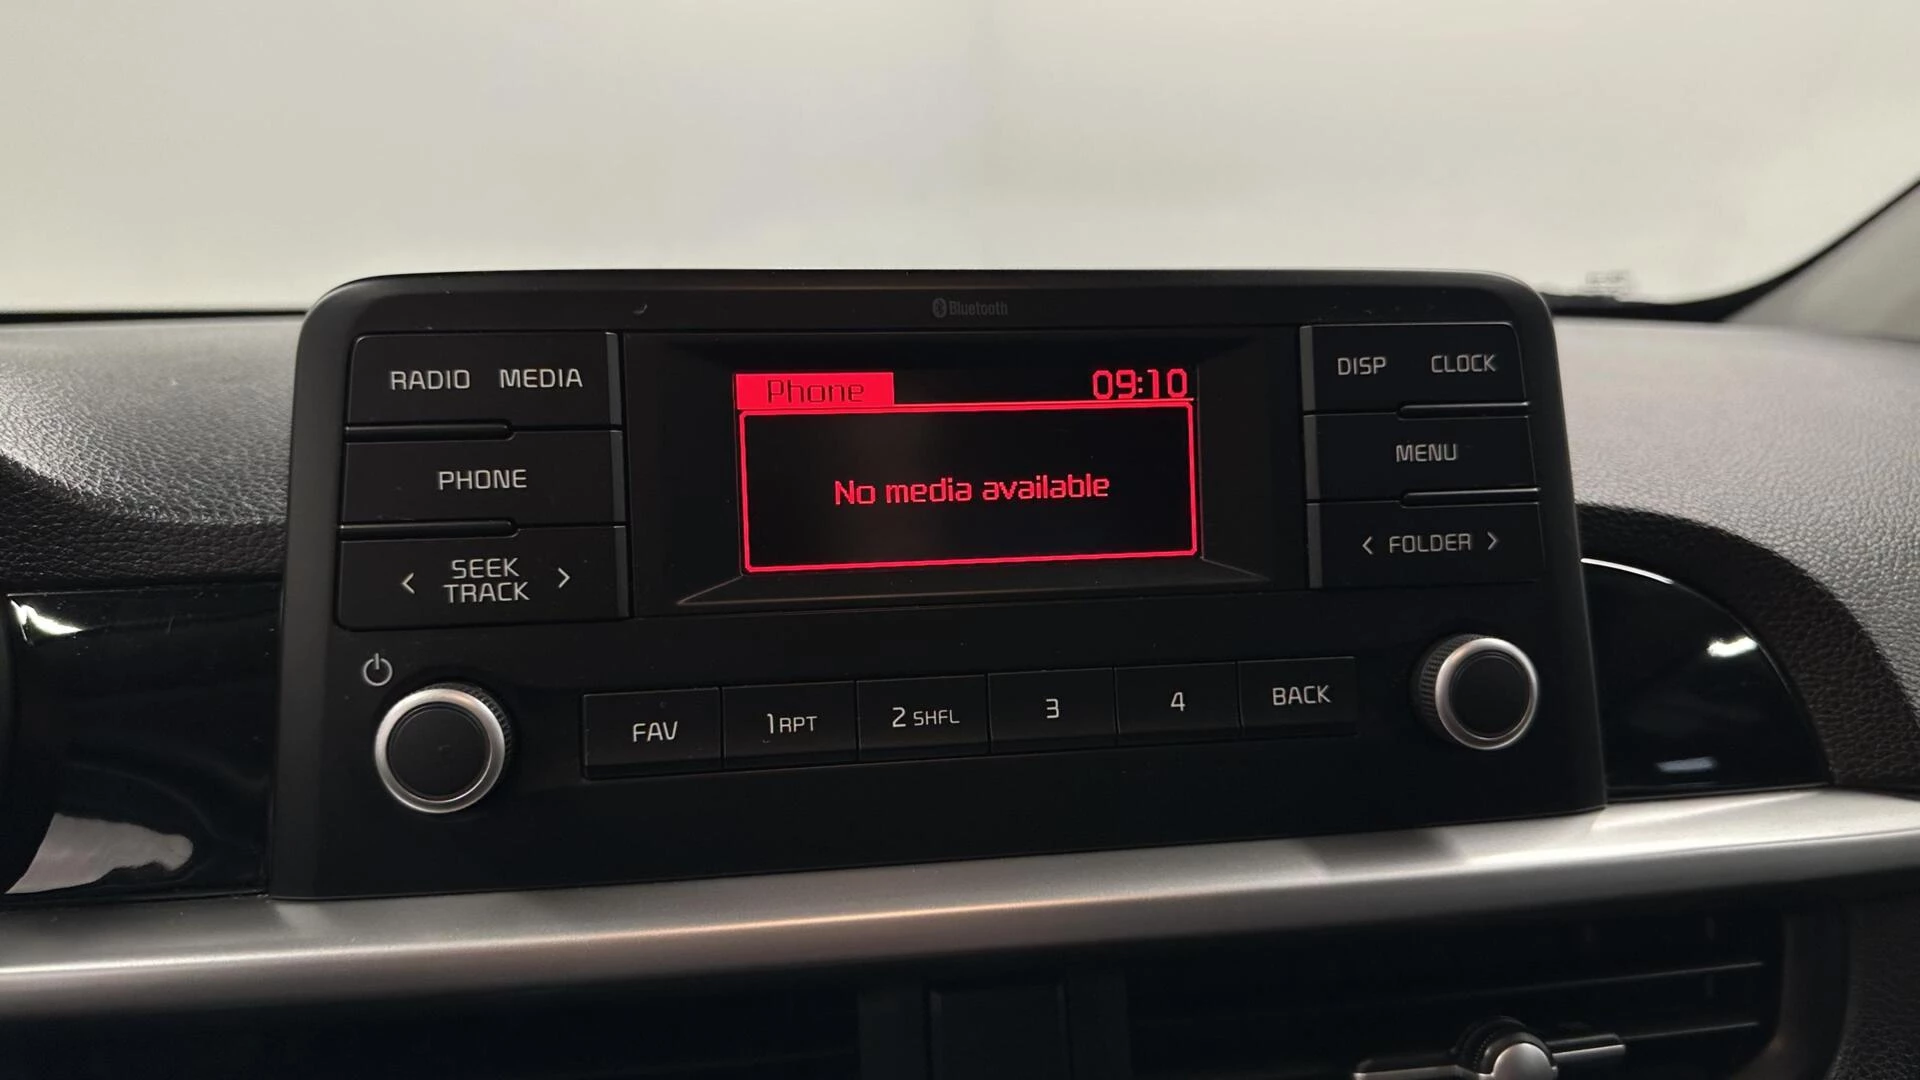 Bluetooth
RADIO MEDIA
PHONE
< SEEK TRACK >
Phone 09:10
No media available
DISP CLOCK
MENU
< FOLDER >
FAV 1 RPT 2 SHFL 3 4 BACK